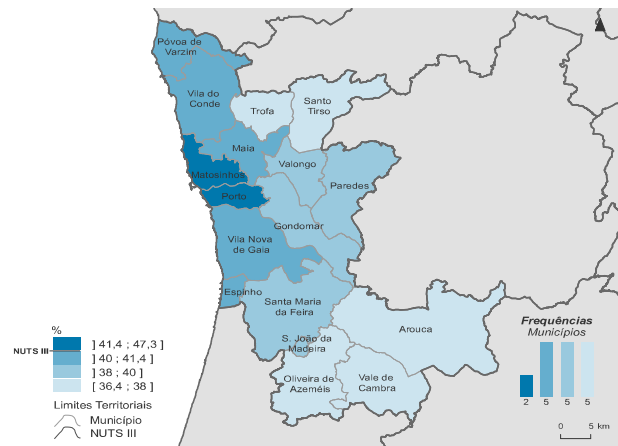 Póvoa de
Varzim
Vila do
Conde
Trofa
Santo
Tirso
Maia
Matosinhos
Valongo
Paredes
Porto
Gondomar
Vila Nova
de Gaia
Espinho
Santa Maria
da Feira
Arouca
S. João da
Madeira
Oliveira de
Azeméis
Vale de
Cambra
%
NUTS III
] 41,4 ; 47,3 ]
] 40 ; 41,4 ]
] 38 ; 40 ]
[ 36,4 ; 38 ]
Limites Territoriais
Município
NUTS III
Frequências
Municípios
2 5 5 5
0 5 km